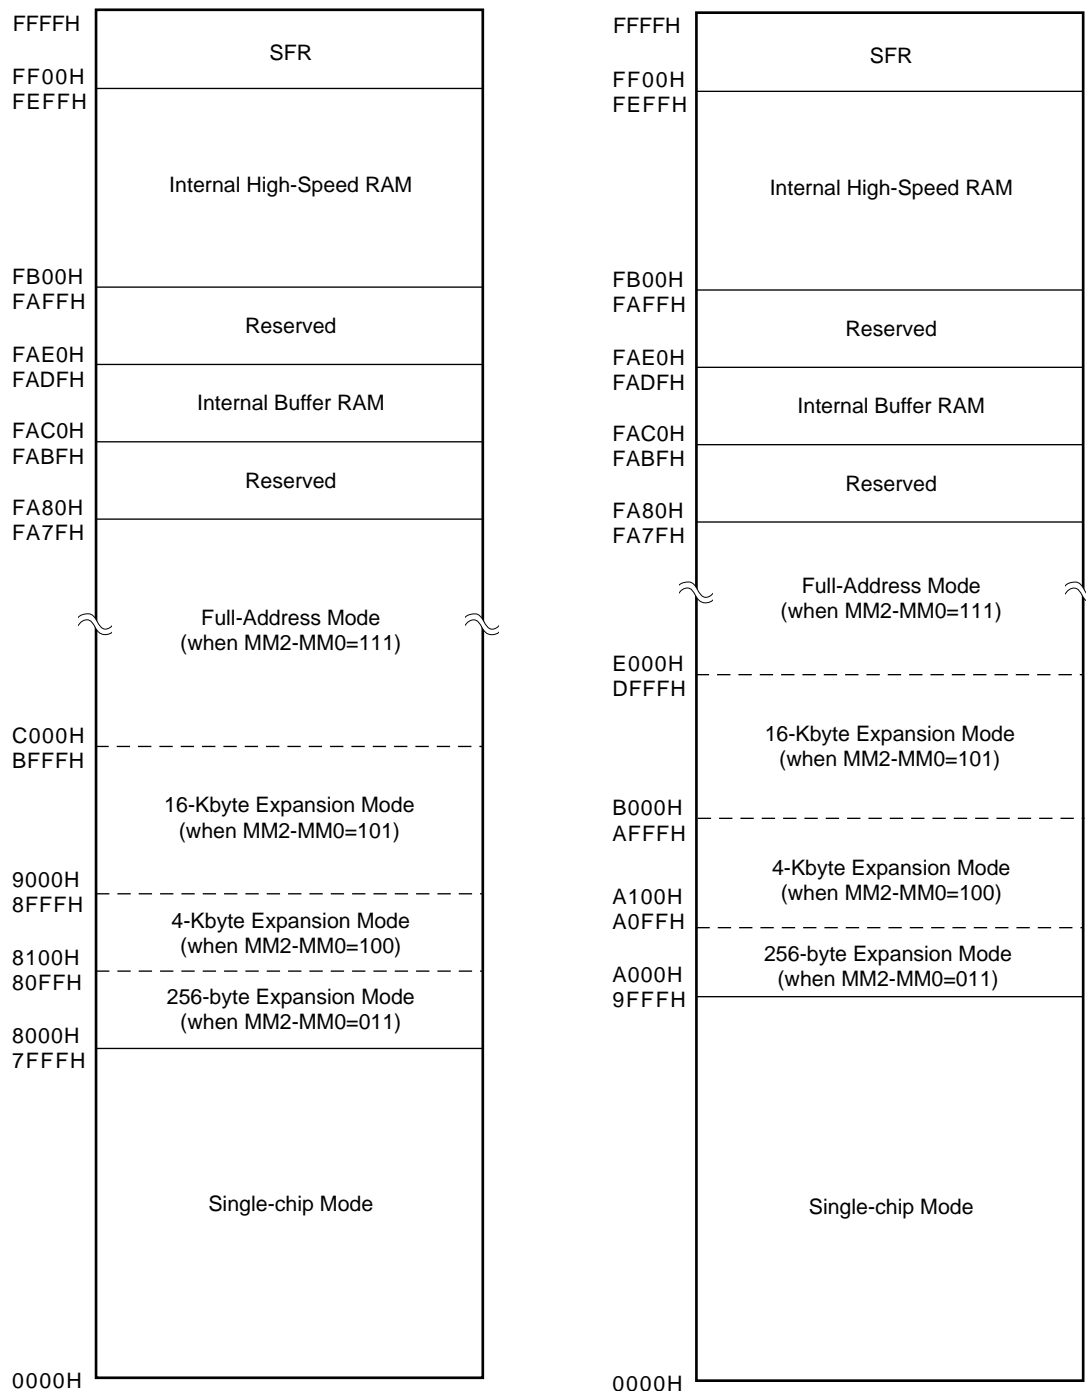 FFFFH
SFR
FF00H
FEFFH
Internal High-Speed RAM
FB00H
FAFFH
Reserved
FAE0H
FADFH
Internal Buffer RAM
FAC0H
FABFH
Reserved
FA80H
FA7FH
Full-Address Mode
(when MM2-MM0=111)
C000H
BFFFH
16-Kbyte Expansion Mode
(when MM2-MM0=101)
9000H
8FFFH
4-Kbyte Expansion Mode
(when MM2-MM0=100)
8100H
80FFH
256-byte Expansion Mode
(when MM2-MM0=011)
8000H
7FFFH
Single-chip Mode
0000H
FFFFH
SFR
FF00H
FEFFH
Internal High-Speed RAM
FB00H
FAFFH
Reserved
FAE0H
FADFH
Internal Buffer RAM
FAC0H
FABFH
Reserved
FA80H
FA7FH
Full-Address Mode
(when MM2-MM0=111)
E000H
DFFFH
16-Kbyte Expansion Mode
(when MM2-MM0=101)
B000H
AFFFH
4-Kbyte Expansion Mode
(when MM2-MM0=100)
A100H
A0FFH
256-byte Expansion Mode
(when MM2-MM0=011)
A000H
9FFFH
Single-chip Mode
0000H